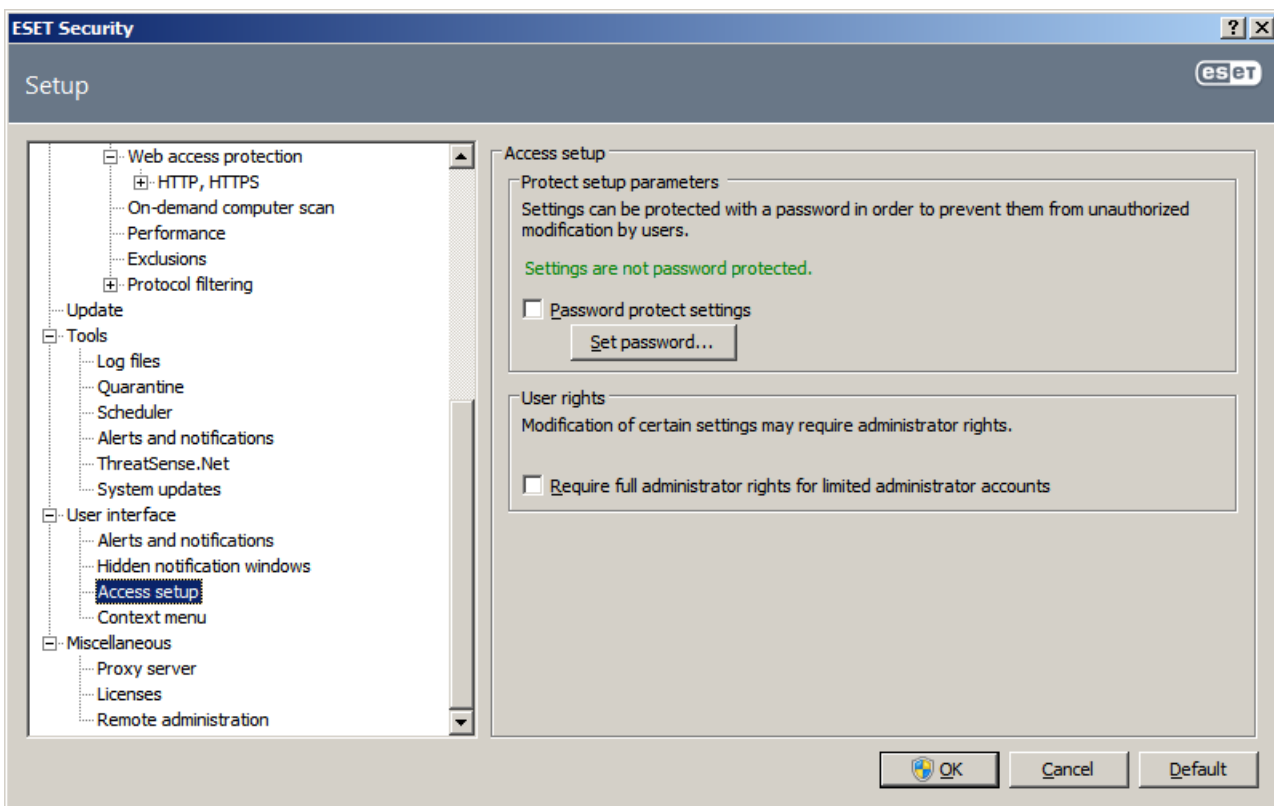 ESET Security
Setup
eset
Web access protection
HTTP, HTTPS
On-demand computer scan
Performance
Exclusions
Protocol filtering
Update
Tools
Log files
Quarantine
Scheduler
Alerts and notifications
ThreatSense.Net
System updates
User interface
Alerts and notifications
Hidden notification windows
Access setup
Context menu
Miscellaneous
Proxy server
Licenses
Remote administration
Access setup
Protect setup parameters
Settings can be protected with a password in order to prevent them from unauthorized
modification by users.
Settings are not password protected.
Password protect settings
Set password...
User rights
Modification of certain settings may require administrator rights.
Require full administrator rights for limited administrator accounts
OK
Cancel
Default